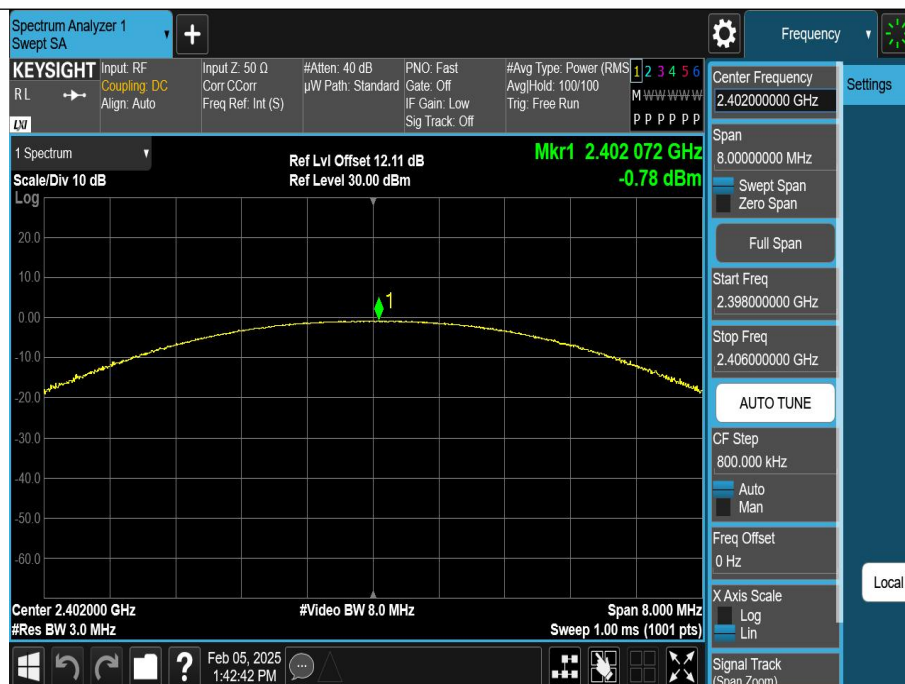 Spectrum Analyzer 1
Swept SA
Frequency
KEYSIGHT
RL
LXI
Input: RF
Coupling: DC
Align: Auto
Input Z: 50 Ω
Corr CCorr
Freq Ref: Int (S)
#Atten: 40 dB
µW Path: Standard
PNO: Fast
Gate: Off
IF Gain: Low
Sig Track: Off
#Avg Type: Power (RMS
Avg|Hold: 100/100
Trig: Free Run
1 2 3 4 5 6
M W W W W W
P P P P P P
1 Spectrum
Scale/Div 10 dB
Log
Ref Lvl Offset 12.11 dB
Ref Level 30.00 dBm
Mkr1 2.402 072 GHz
-0.78 dBm
20.0
10.0
0.00
-10.0
-20.0
-30.0
-40.0
-50.0
-60.0
1
Center 2.402000 GHz
#Res BW 3.0 MHz
#Video BW 8.0 MHz
Span 8.000 MHz
Sweep 1.00 ms (1001 pts)
Feb 05, 2025
1:42:42 PM
?
Center Frequency
2.402000000 GHz
Span
8.00000000 MHz
Swept Span
Zero Span
Full Span
Start Freq
2.398000000 GHz
Stop Freq
2.406000000 GHz
AUTO TUNE
CF Step
800.000 kHz
Auto
Man
Freq Offset
0 Hz
X Axis Scale
Log
Lin
Signal Track
(Span Zoom)
Settings
Local